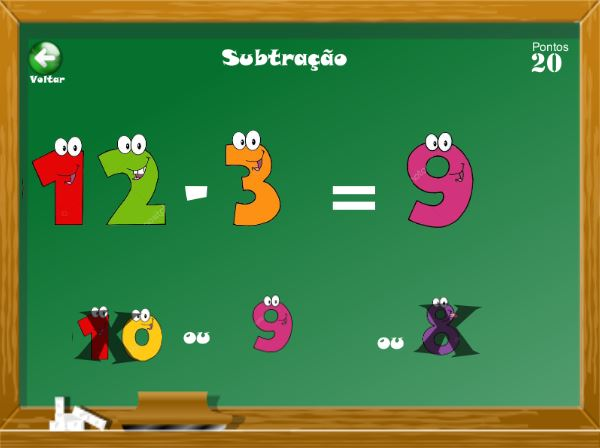 Subtração
Pontos
20
Voltar
12 - 3 = 9
10 ou 9 ou 8